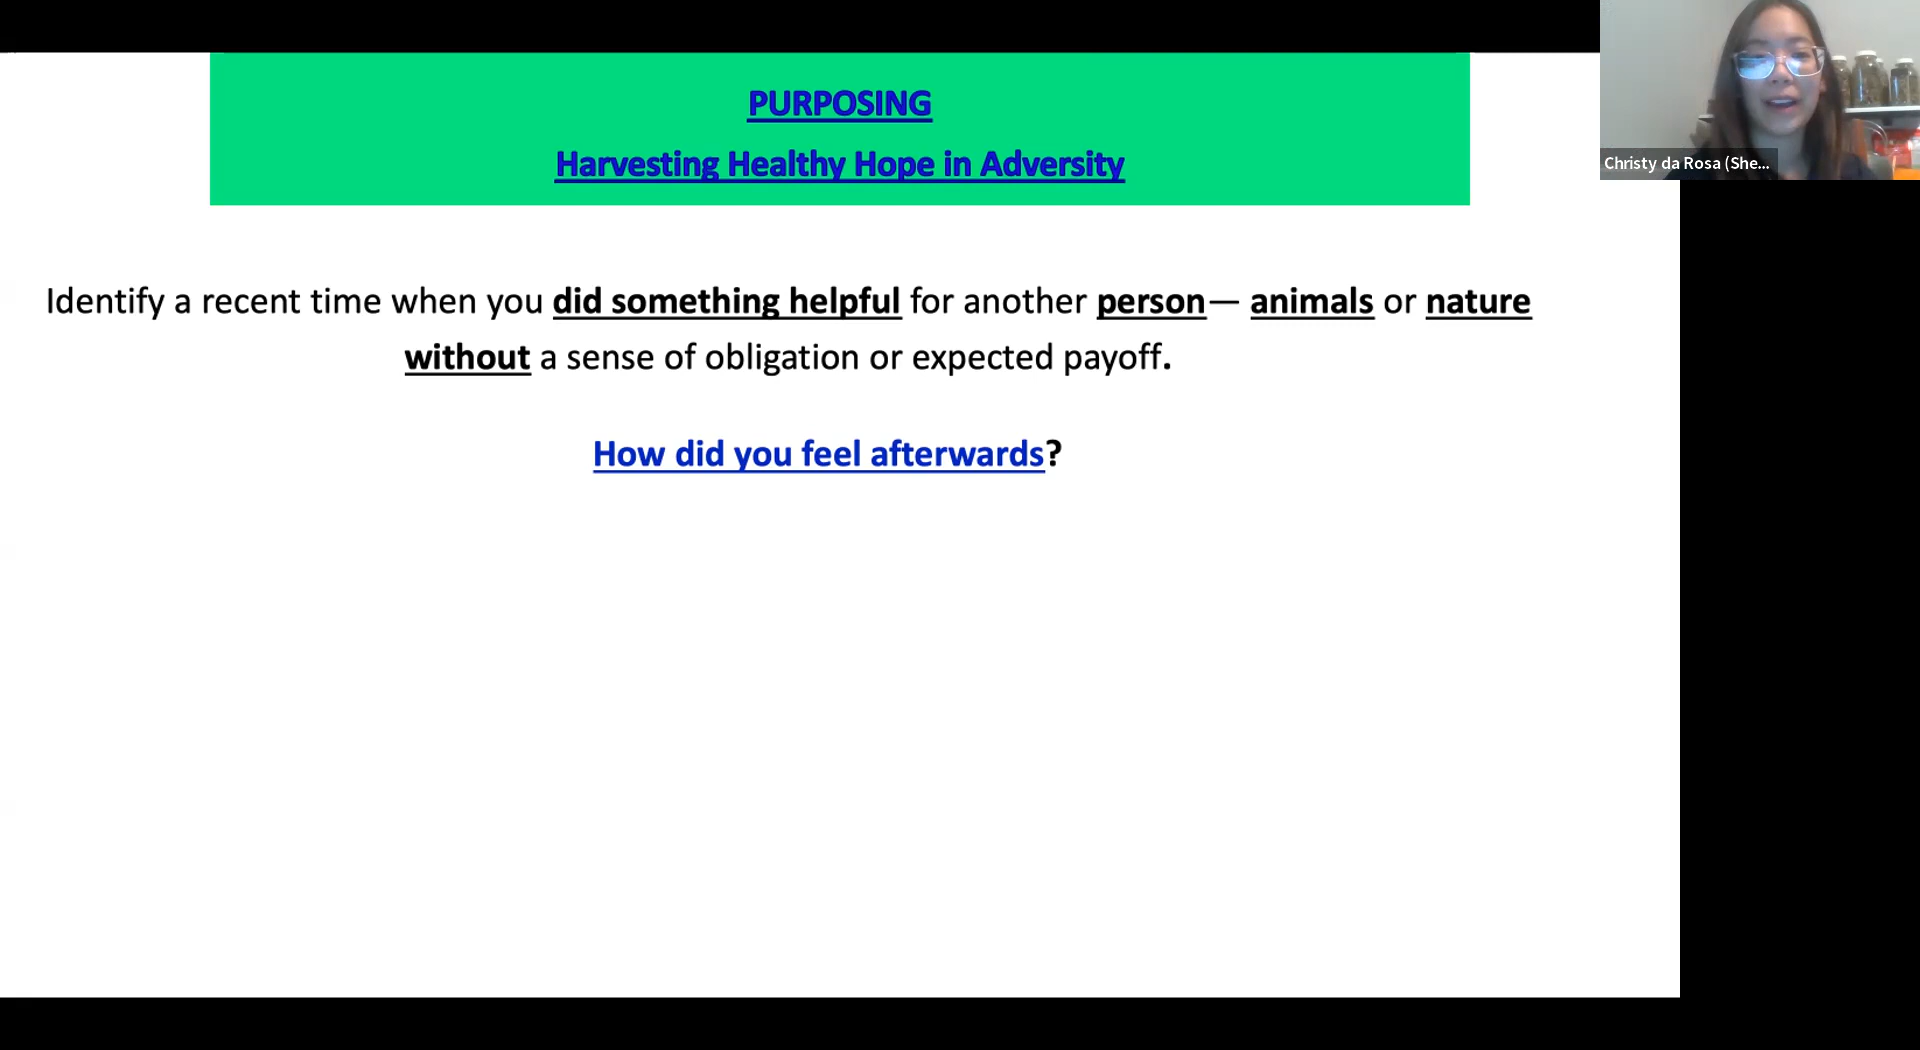 PURPOSING
Harvesting Healthy Hope in Adversity
Christy da Rosa (She...
Identify a recent time when you did something helpful for another person— animals or nature
without a sense of obligation or expected payoff.
How did you feel afterwards?